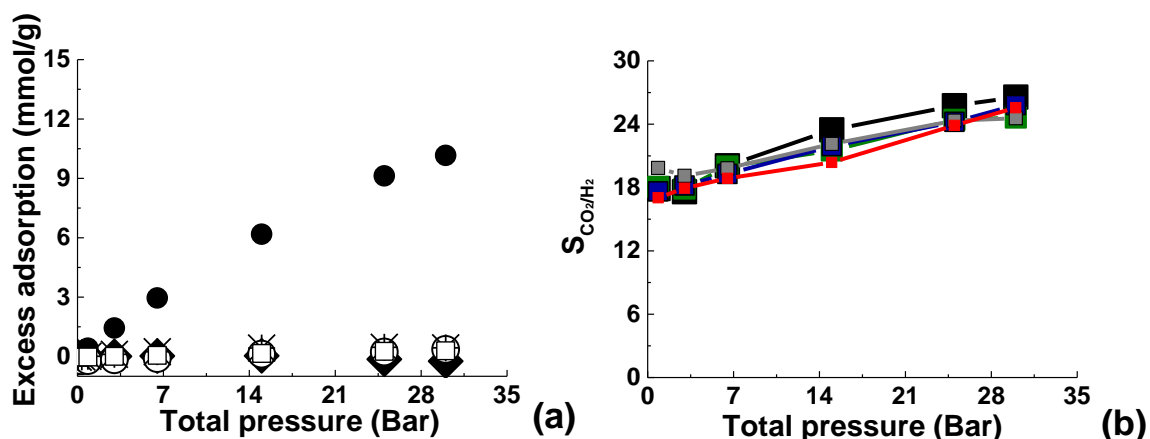 Excess adsorption (mmol/g)
15
12
9
6
3
0
0 7 14 21 28 35
Total pressure (Bar)
(a)
S_CO₂/H₂
30
24
18
12
6
0
0 7 14 21 28 35
Total pressure (Bar)
(b)